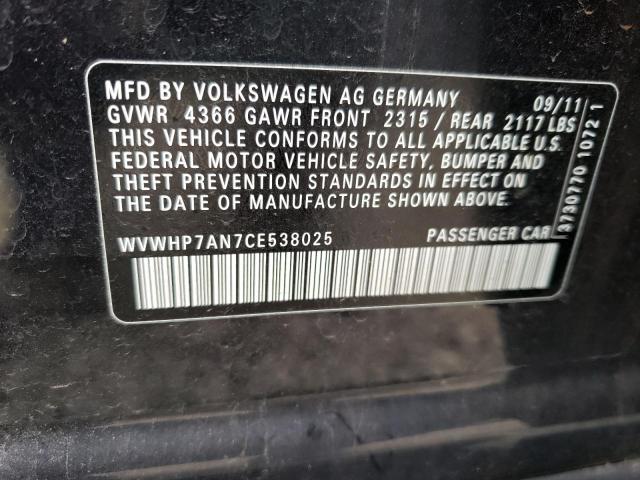 MFD BY VOLKSWAGEN AG GERMANY 09/11
GVWR 4366 GAWR FRONT 2315 / REAR 2117 LBS
THIS VEHICLE CONFORMS TO ALL APPLICABLE U.S.
FEDERAL MOTOR VEHICLE SAFETY, BUMPER AND
THEFT PREVENTION STANDARDS IN EFFECT ON
THE DATE OF MANUFACTURE SHOWN ABOVE.
WVWHP7AN7CE538025 PASSENGER CAR
3730770 1072 1